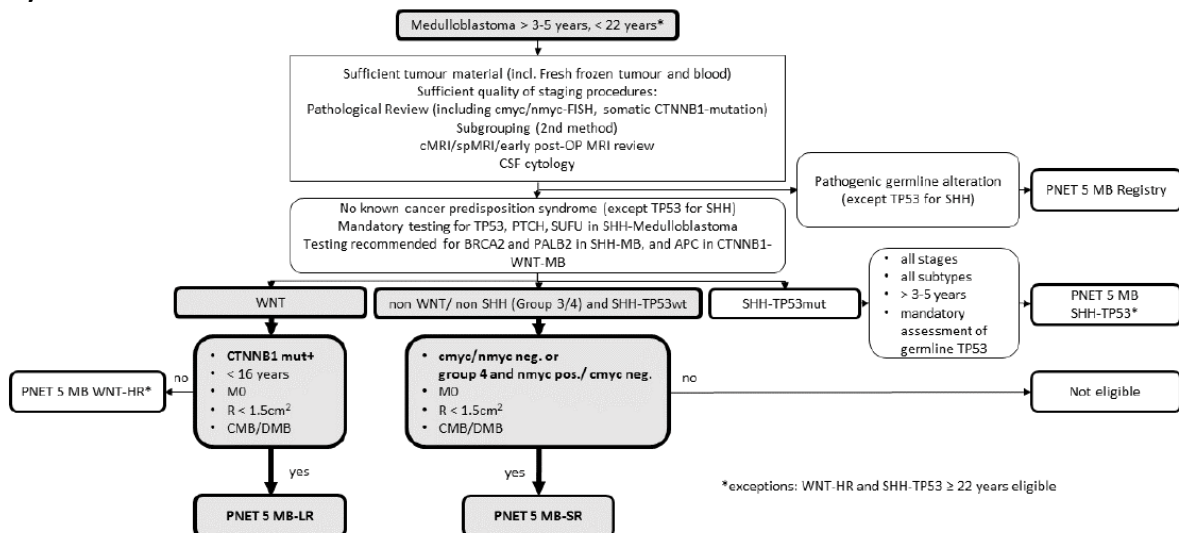 Medulloblastoma > 3-5 years, < 22 years*
Sufficient tumour material (incl. Fresh frozen tumour and blood)
Sufficient quality of staging procedures:
Pathological Review (including cmyc/nmyc-FISH, somatic CTNNB1-mutation)
Subgrouping (2nd method)
cMRI/spMRI/early post-OP MRI review
CSF cytology
Pathogenic germline alteration
(except TP53 for SHH)
PNET 5 MB Registry
No known cancer predisposition syndrome (except TP53 for SHH)
Mandatory testing for TP53, PTCH, SUFU in SHH-Medulloblastoma
Testing recommended for BRCA2 and PALB2 in SHH-MB, and APC in CTNNB1-
WNT-MB
WNT
non WNT/ non SHH (Group 3/4) and SHH-TP53wt
SHH-TP53mut
• all stages
• all subtypes
• > 3-5 years
• mandatory
assessment of
germline TP53
PNET 5 MB
SHH-TP53*
• CTNNB1 mut+
• < 16 years
• M0
• R < 1.5cm²
• CMB/DMB
no
PNET 5 MB WNT-HR*
• cmyc/nmyc neg. or
group 4 and nmyc pos./ cmyc neg.
• M0
• R < 1.5cm²
• CMB/DMB
no
Not eligible
yes
yes
*exceptions: WNT-HR and SHH-TP53 ≥ 22 years eligible
PNET 5 MB-LR
PNET 5 MB-SR